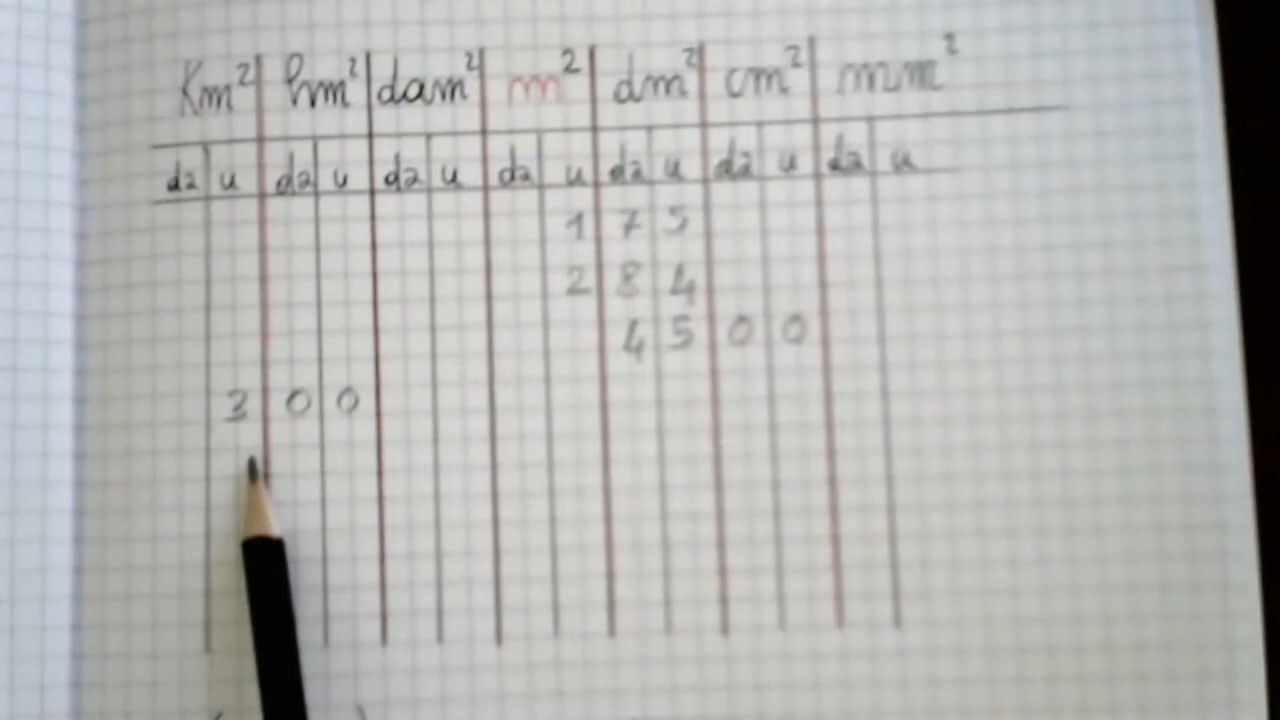 Km² hm² dam² m² dm² cm² mm²
da u da u da u da u da u da u da u
1 7 5
2 8 4
4 5 0 0
3 0 0